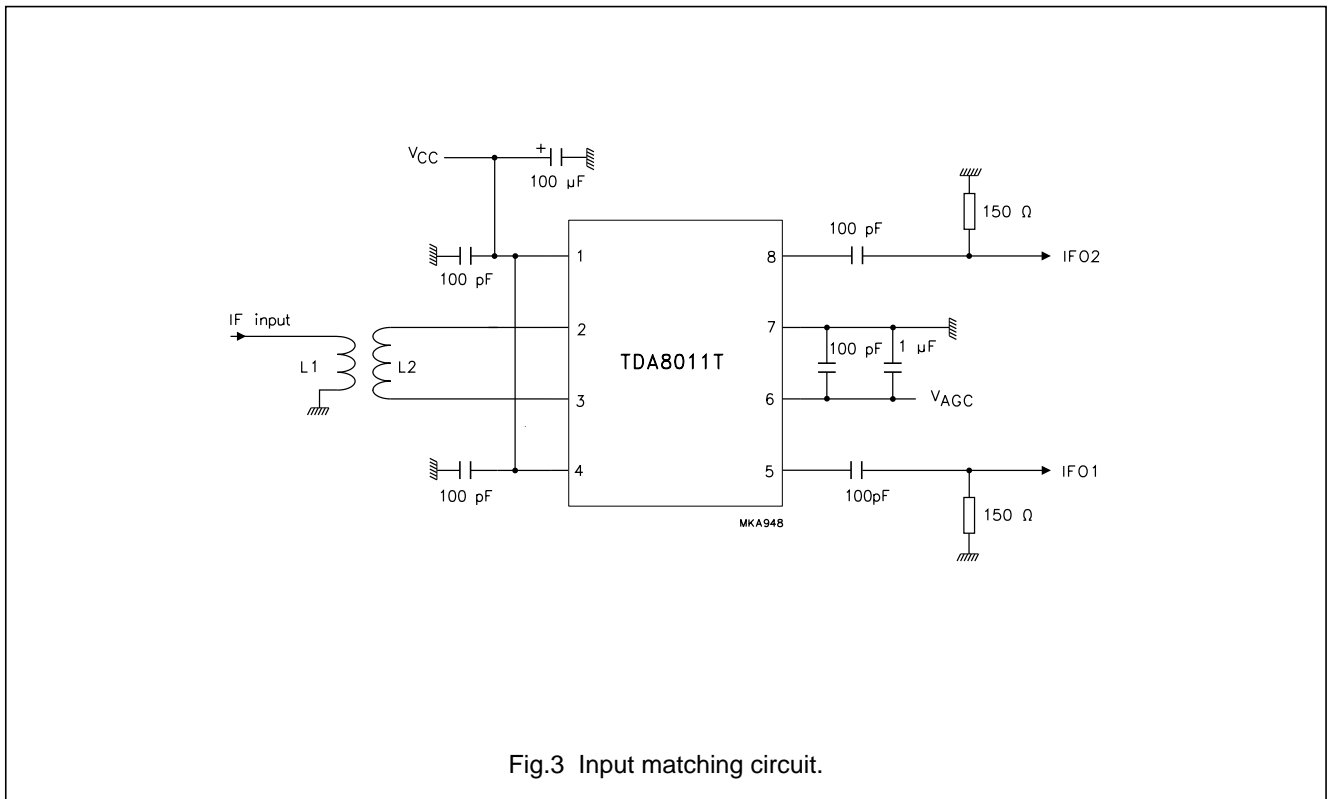 VCC
+
100 µF
100 pF
1
8
100 pF
150 Ω
IFO2
IF input
L1
L2
2
3
TDA8011T
7
6
100 pF
1 µF
VAGC
4
100 pF
5
100pF
IFO1
150 Ω
MKA948
Fig.3 Input matching circuit.